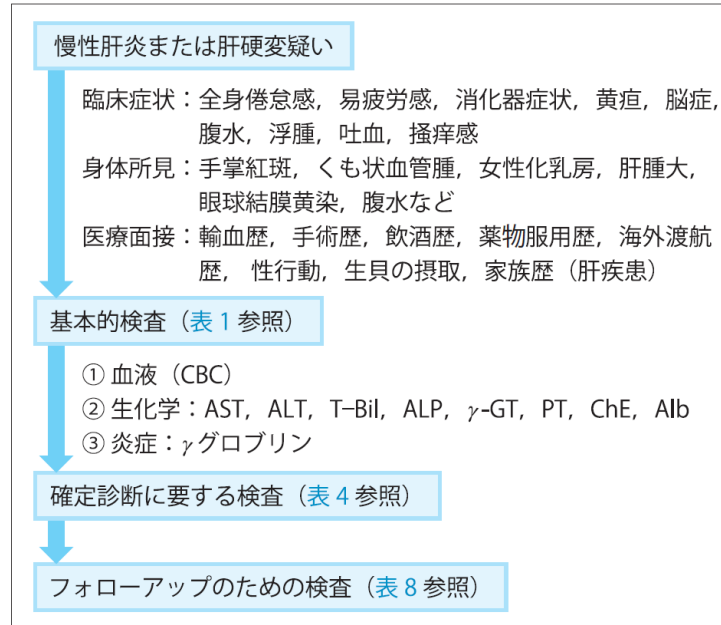 慢性肝炎または肝硬変疑い
臨床症状：全身倦怠感，易疲労感，消化器症状，黄疸，脳症，
腹水，浮腫，吐血，掻痒感
身体所見：手掌紅斑，くも状血管腫，女性化乳房，肝腫大，
眼球結膜黄染，腹水など
医療面接：輸血歴，手術歴，飲酒歴，薬物服用歴，海外渡航
歴， 性行動，生貝の摂取，家族歴（肝疾患）
基本的検査（表 1 参照）
① 血液（CBC）
② 生化学：AST，ALT，T-Bil，ALP，γ-GT，PT，ChE，Alb
③ 炎症：γグロブリン
確定診断に要する検査（表 4 参照）
フォローアップのための検査（表 8 参照）